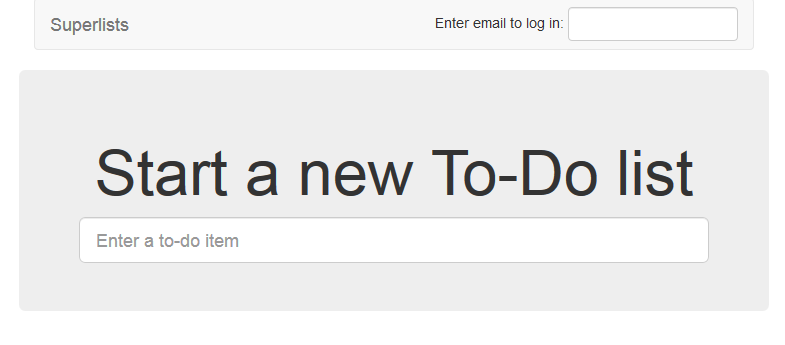 Superlists
Enter email to log in:
Start a new To-Do list
Enter a to-do item